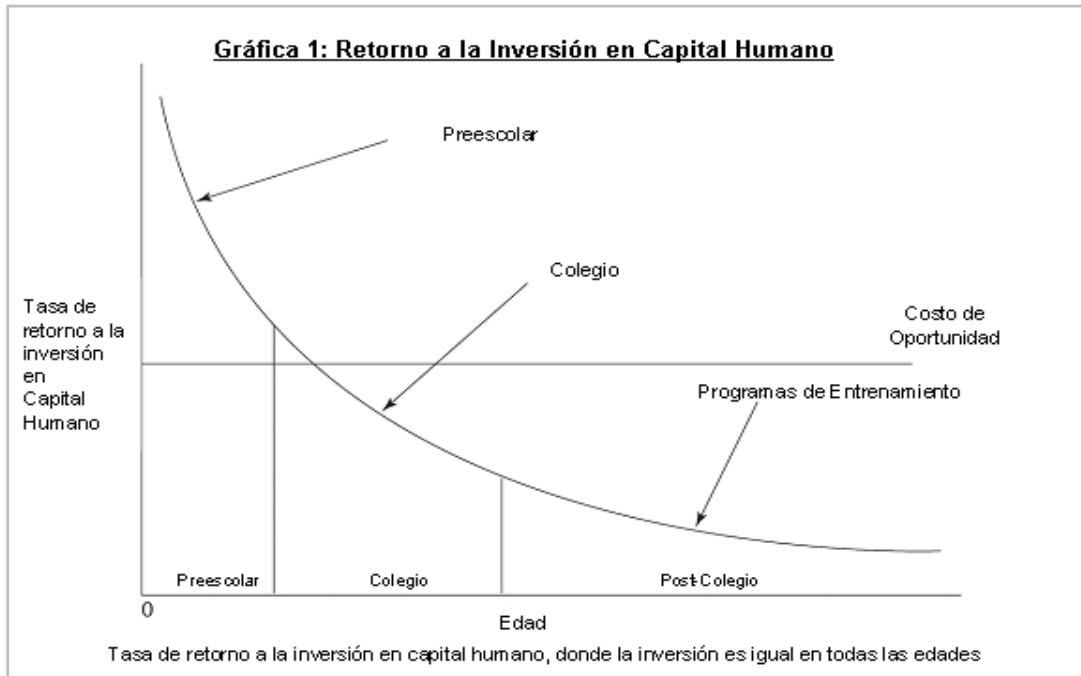 Gráfica 1: Retorno a la Inversión en Capital Humano
Preescolar
Colegio
Tasa de
retorno a la
inversión
en
Capital
Humano
Costo de
Oportunidad
Programas de Entrenamiento
Preescolar
Colegio
Post-Colegio
0
Edad
Tasa de retorno a la inversión en capital humano, donde la inversión es igual en todas las edades